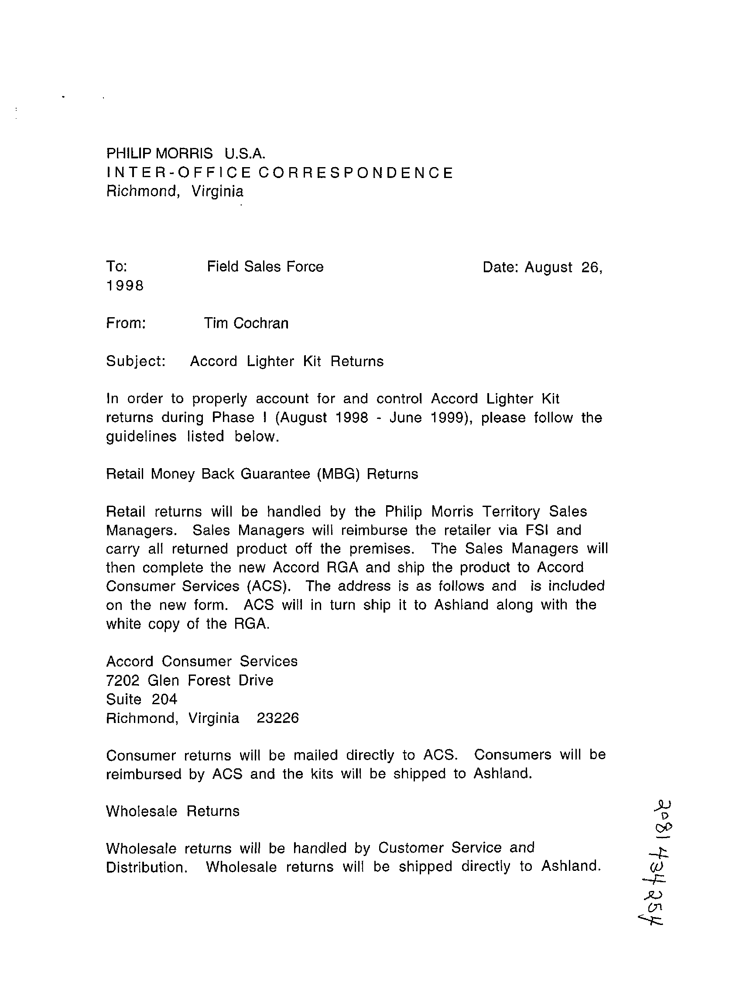 PHILIP MORRIS U.S.A.
INTER-OFFICE CORRESPONDENCE
Richmond, Virginia
To: Field Sales Force Date: August 26,
1998
From: Tim Cochran
Subject: Accord Lighter Kit Returns
In order to properly account for and control Accord Lighter Kit
returns during Phase I (August 1998 - June 1999), please follow the
guidelines listed below.
Retail Money Back Guarantee (MBG) Returns
Retail returns will be handled by the Philip Morris Territory Sales
Managers. Sales Managers will reimburse the retailer via FSI and
carry all returned product off the premises. The Sales Managers will
then complete the new Accord RGA and ship the product to Accord
Consumer Services (ACS). The address is as follows and is included
on the new form. ACS will in turn ship it to Ashland along with the
white copy of the RGA.
Accord Consumer Services
7202 Glen Forest Drive
Suite 204
Richmond, Virginia 23226
Consumer returns will be mailed directly to ACS. Consumers will be
reimbursed by ACS and the kits will be shipped to Ashland.
Wholesale Returns
Wholesale returns will be handled by Customer Service and
Distribution. Wholesale returns will be shipped directly to Ashland.
2081434254